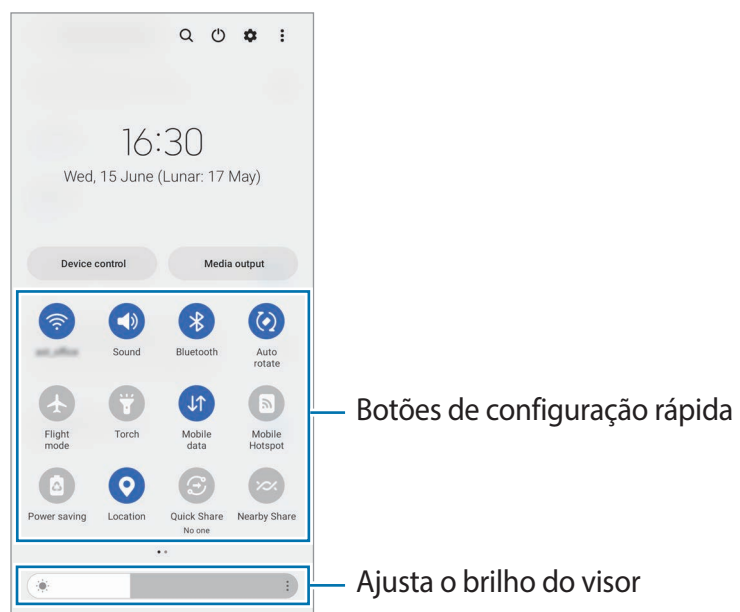 16:30
Wed, 15 June (Lunar: 17 May)
Device control
Media output
Sound
Bluetooth
Auto
rotate
Flight
mode
Torch
Mobile
data
Mobile
Hotspot
Power saving
Location
Quick Share
No one
Nearby Share
Botões de configuração rápida
Ajusta o brilho do visor